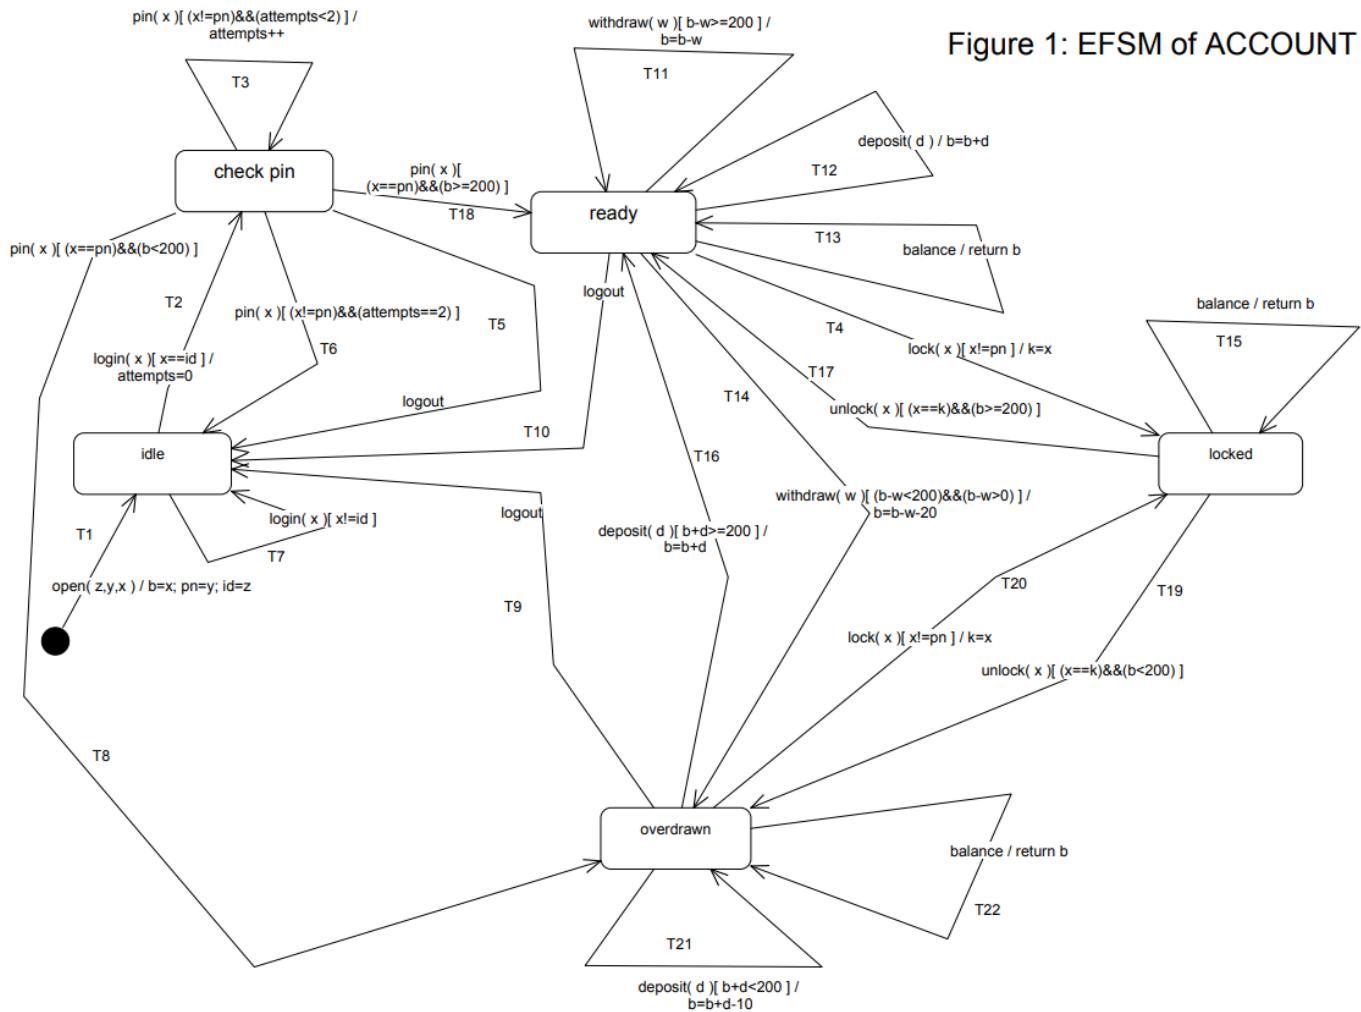 pin( x )[ (x!=pn)&&(attempts<2) ] /
attempts++
withdraw( w )[ b-w>=200 ] /
b=b-w
Figure 1: EFSM of ACCOUNT
T3
T11
deposit( d ) / b=b+d
T12
check pin
pin( x )[
(x==pn)&&(b>=200) ]
T18
ready
T13
balance / return b
pin( x )[ (x==pn)&&(b<200) ]
T2
pin( x )[ (x!=pn)&&(attempts==2) ]
T6
T5
logout
T4
lock( x )[ x!=pn ] / k=x
balance / return b
T15
login( x )[ x==id ] /
attempts=0
logout
T10
T17
T14
unlock( x )[ (x==k)&&(b>=200) ]
idle
T16
locked
T1
login( x )[ x!=id ]
T7
logout
withdraw( w )[ (b-w<200)&&(b-w>0) ] /
b=b-w-20
deposit( d )[ b+d>=200 ] /
b=b+d
open( z,y,x ) / b=x; pn=y; id=z
T9
T20
T19
lock( x )[ x!=pn ] / k=x
unlock( x )[ (x==k)&&(b<200) ]
T8
overdrawn
balance / return b
T22
T21
deposit( d )[ b+d<200 ] /
b=b+d-10